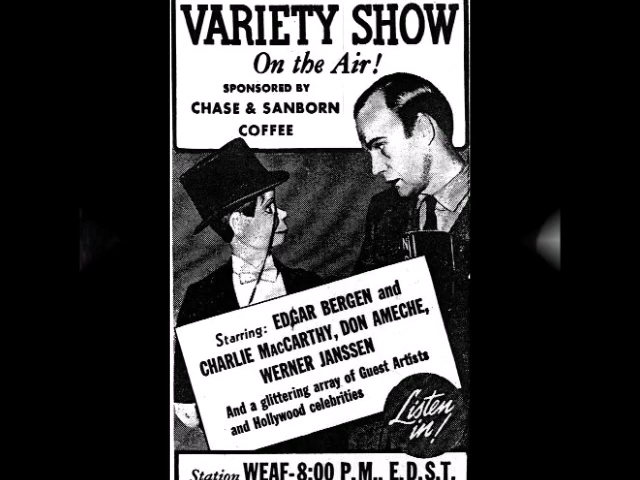 VARIETY SHOW
On the Air!
SPONSORED BY
CHASE & SANBORN
COFFEE
Starring: EDGAR BERGEN and
CHARLIE MacCARTHY, DON AMECHE,
WERNER JANSSEN
And a glittering array of Guest Artists
and Hollywood celebrities
Listen
in!
Station WEAF-8:00 P.M., E.D.S.T.